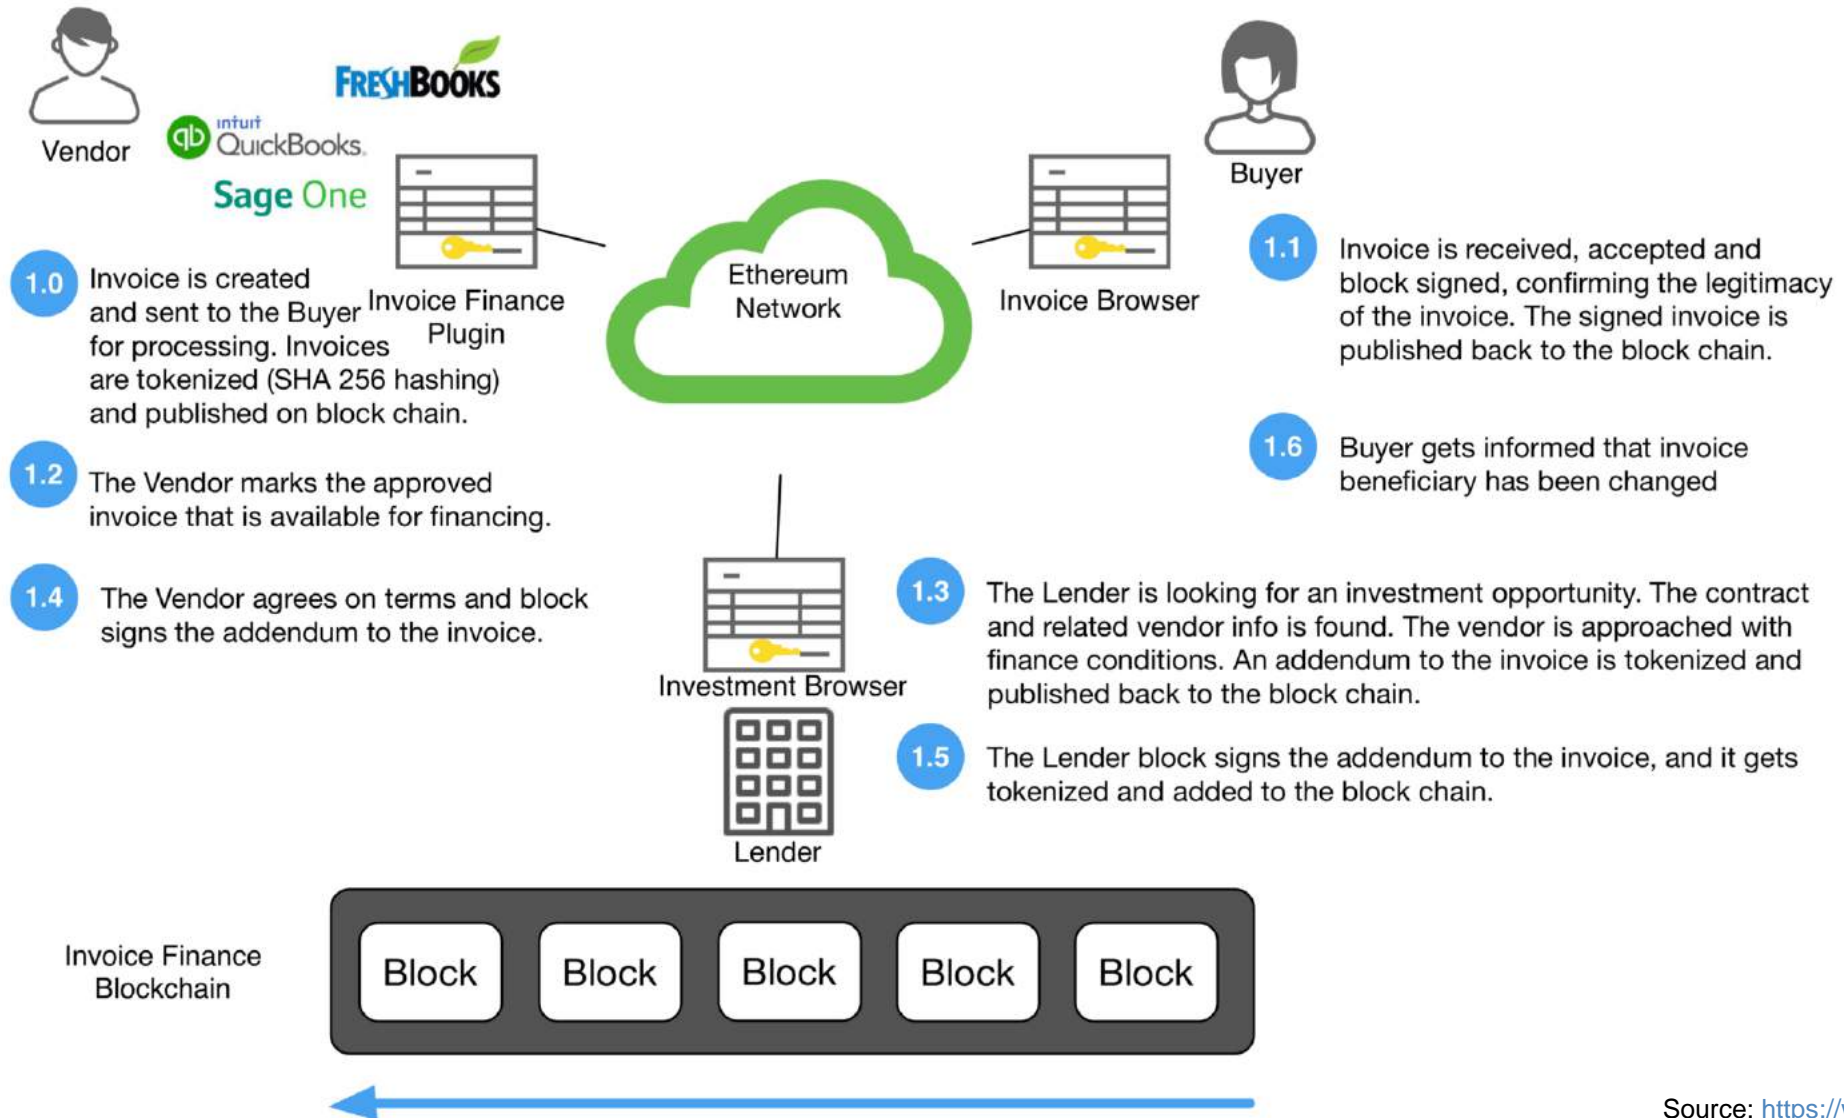 Vendor
FRESHBOOKS
qb
ıntuıt
QuickBooks.
Sage One
Invoice Finance
Plugin
1.0
Invoice is created
and sent to the Buyer
for processing. Invoices
are tokenized (SHA 256 hashing)
and published on block chain.
1.2
The Vendor marks the approved
invoice that is available for financing.
1.4
The Vendor agrees on terms and block
signs the addendum to the invoice.
Ethereum
Network
Buyer
Invoice Browser
1.1
Invoice is received, accepted and
block signed, confirming the legitimacy
of the invoice. The signed invoice is
published back to the block chain.
1.6
Buyer gets informed that invoice
beneficiary has been changed
Investment Browser
Lender
1.3
The Lender is looking for an investment opportunity. The contract
and related vendor info is found. The vendor is approached with
finance conditions. An addendum to the invoice is tokenized and
published back to the block chain.
1.5
The Lender block signs the addendum to the invoice, and it gets
tokenized and added to the block chain.
Invoice Finance
Blockchain
Block
Block
Block
Block
Block
Source: https://